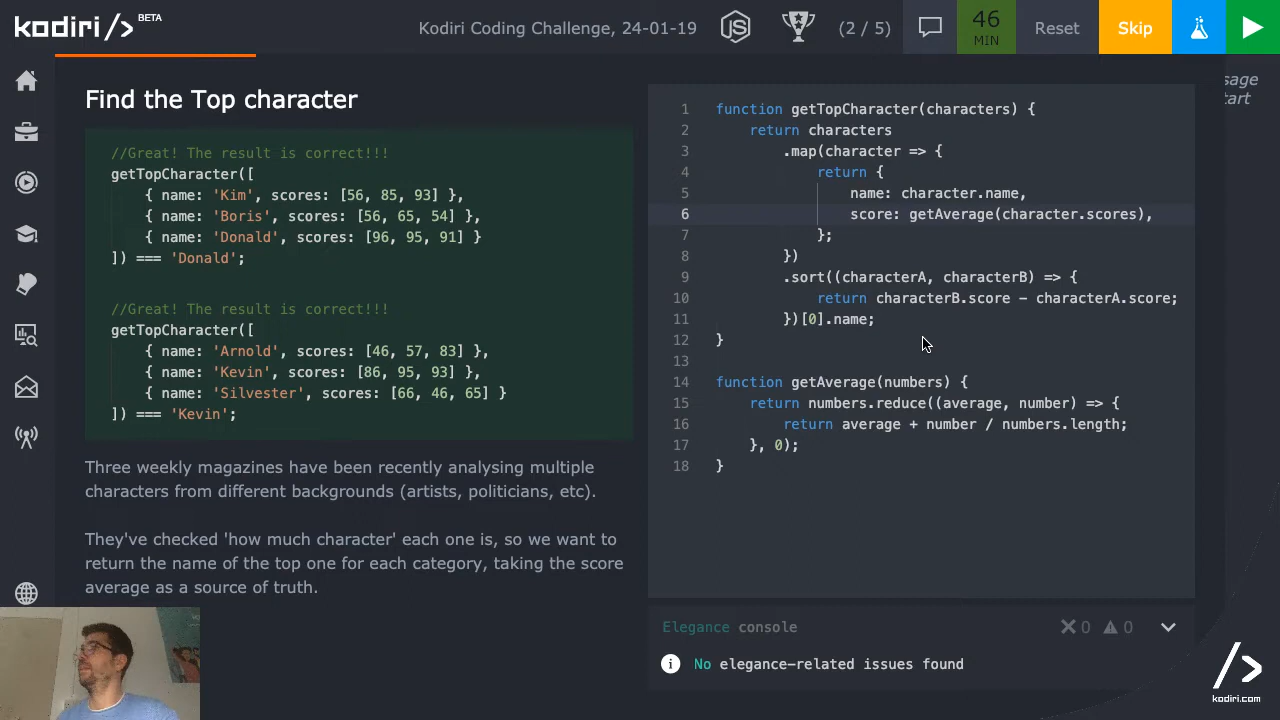 kodiri/> BETA
Kodiri Coding Challenge, 24-01-19
JS
(2 / 5)
46
MIN
Reset
Skip
sage
tart
Find the Top character
//Great! The result is correct!!!
getTopCharacter([
{ name: 'Kim', scores: [56, 85, 93] },
{ name: 'Boris', scores: [56, 65, 54] },
{ name: 'Donald', scores: [96, 95, 91] }
]) === 'Donald';
//Great! The result is correct!!!
getTopCharacter([
{ name: 'Arnold', scores: [46, 57, 83] },
{ name: 'Kevin', scores: [86, 95, 93] },
{ name: 'Silvester', scores: [66, 46, 65] }
]) === 'Kevin';
Three weekly magazines have been recently analysing multiple
characters from different backgrounds (artists, politicians, etc).
They've checked 'how much character' each one is, so we want to
return the name of the top one for each category, taking the score
average as a source of truth.
1 function getTopCharacter(characters) {
2 return characters
3 .map(character => {
4 return {
5 name: character.name,
6 score: getAverage(character.scores),
7 };
8 })
9 .sort((characterA, characterB) => {
10 return characterB.score - characterA.score;
11 })[0].name;
12 }
13
14 function getAverage(numbers) {
15 return numbers.reduce((average, number) => {
16 return average + number / numbers.length;
17 }, 0);
18 }
Elegance console
0 0
No elegance-related issues found
/>
kodiri.com